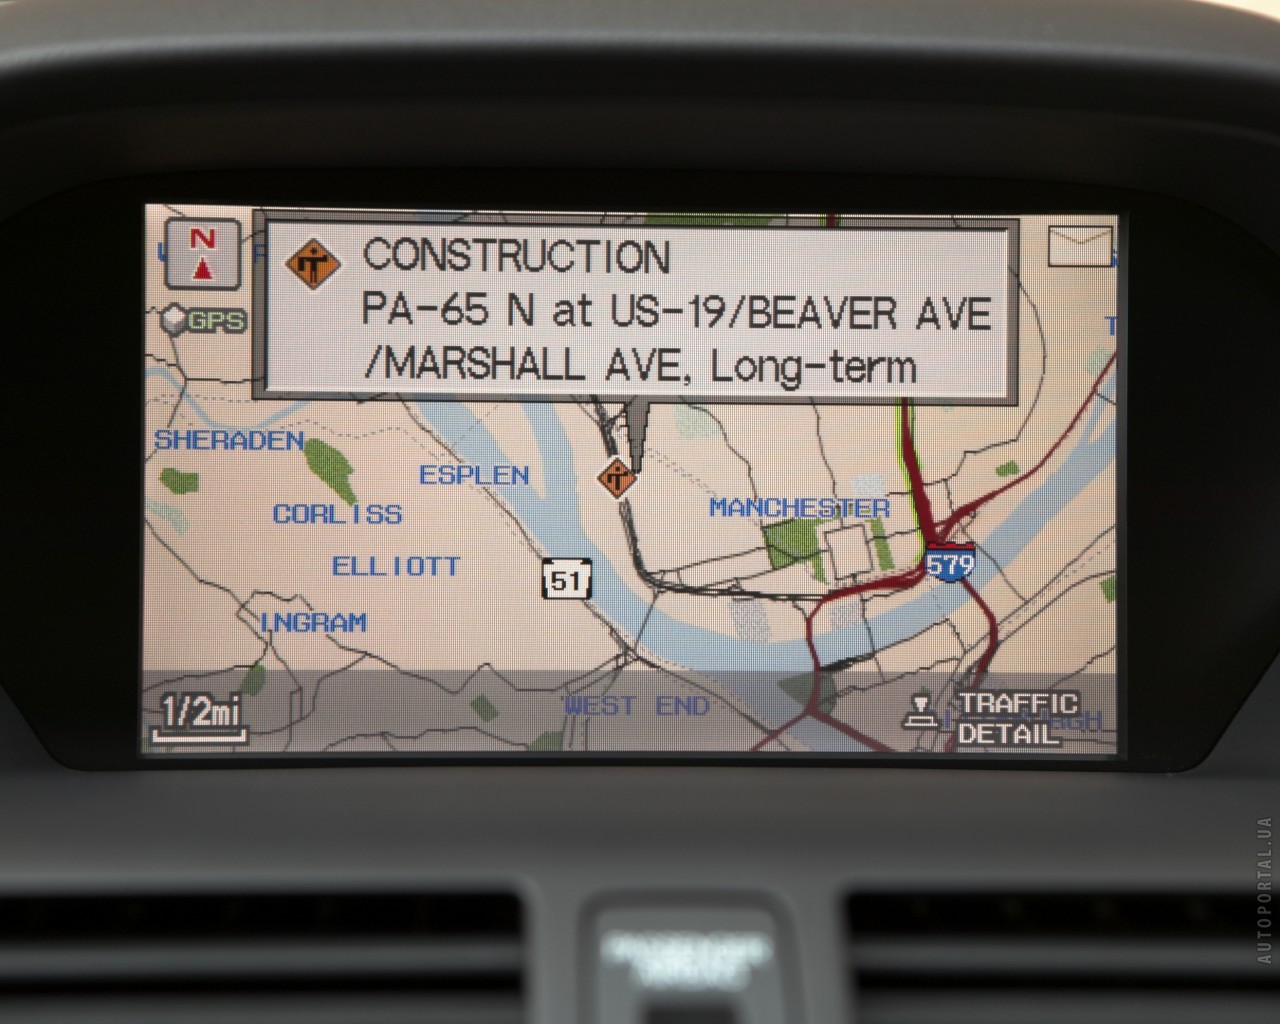 N
CONSTRUCTION
PA-65 N at US-19/BEAVER AVE
/MARSHALL AVE, Long-term
GPS
SHERADEN
ESPLEN
CORLISS
MANCHESTER
ELLIOTT
579
51
INGRAM
WEST END
1/2mi
TRAFFIC
DETAIL
AUTOPORTAL.UA